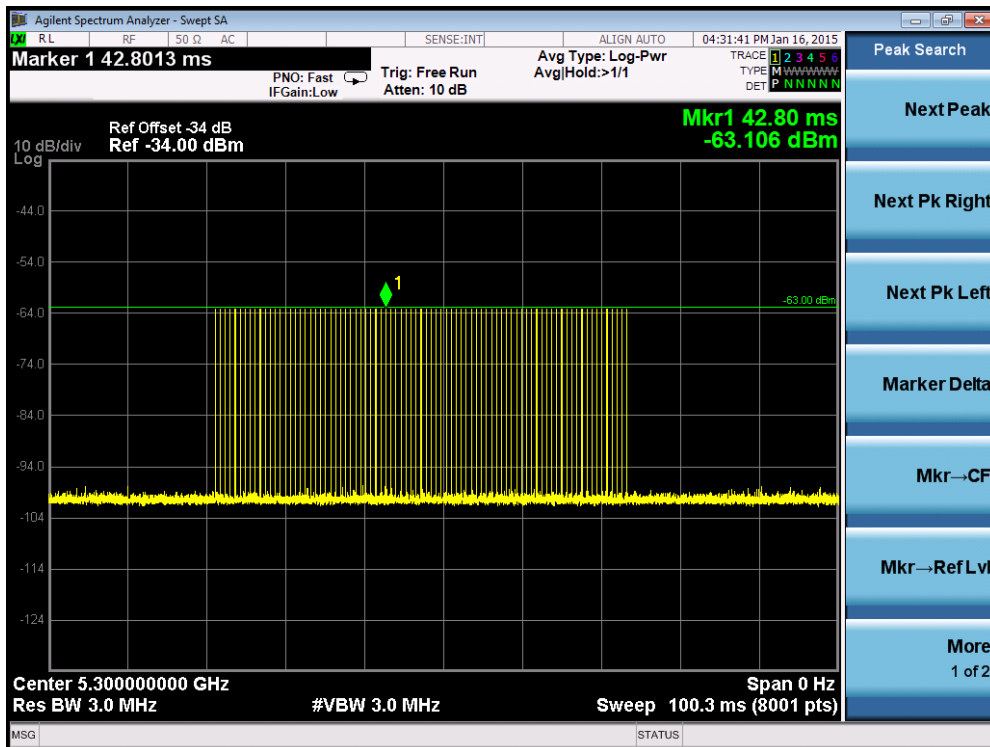 Agilent Spectrum Analyzer - Swept SA
LXI RL RF 50 Ω AC SENSE:INT ALIGN AUTO 04:31:41 PM Jan 16, 2015
Marker 1 42.8013 ms
PNO: Fast
IFGain:Low
Trig: Free Run
Atten: 10 dB
Avg Type: Log-Pwr
Avg|Hold:>1/1
TRACE 1 2 3 4 5 6
TYPE M WWWWW
DET P N N N N N
Peak Search
Mkr1 42.80 ms
-63.106 dBm
Ref Offset -34 dB
10 dB/div Ref -34.00 dBm
Log
-44.0
-54.0
1
-63.00 dBm
-64.0
-74.0
-84.0
-94.0
-104
-114
-124
Center 5.300000000 GHz Span 0 Hz
Res BW 3.0 MHz #VBW 3.0 MHz Sweep 100.3 ms (8001 pts)
MSG STATUS
Next Peak
Next Pk Right
Next Pk Left
Marker Delta
Mkr→CF
Mkr→Ref Lvl
More
1 of 2